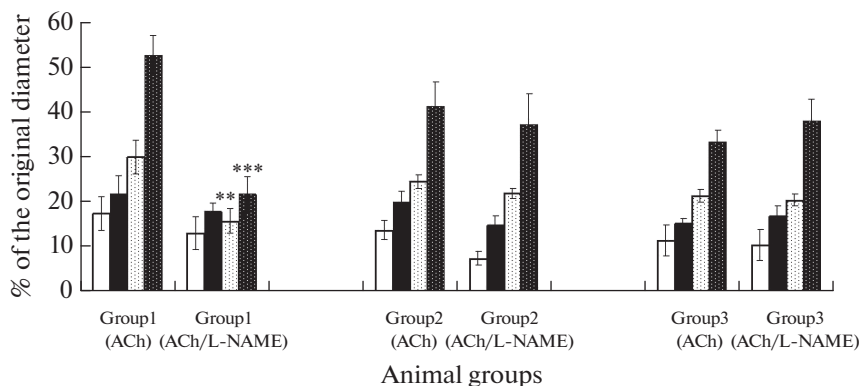 % of the original diameter
60
50
40
30
20
10
0
**
***
Group1
(ACh)
Group1
(ACh/L-NAME)
Group2
(ACh)
Group2
(ACh/L-NAME)
Group3
(ACh)
Group3
(ACh/L-NAME)
Animal groups